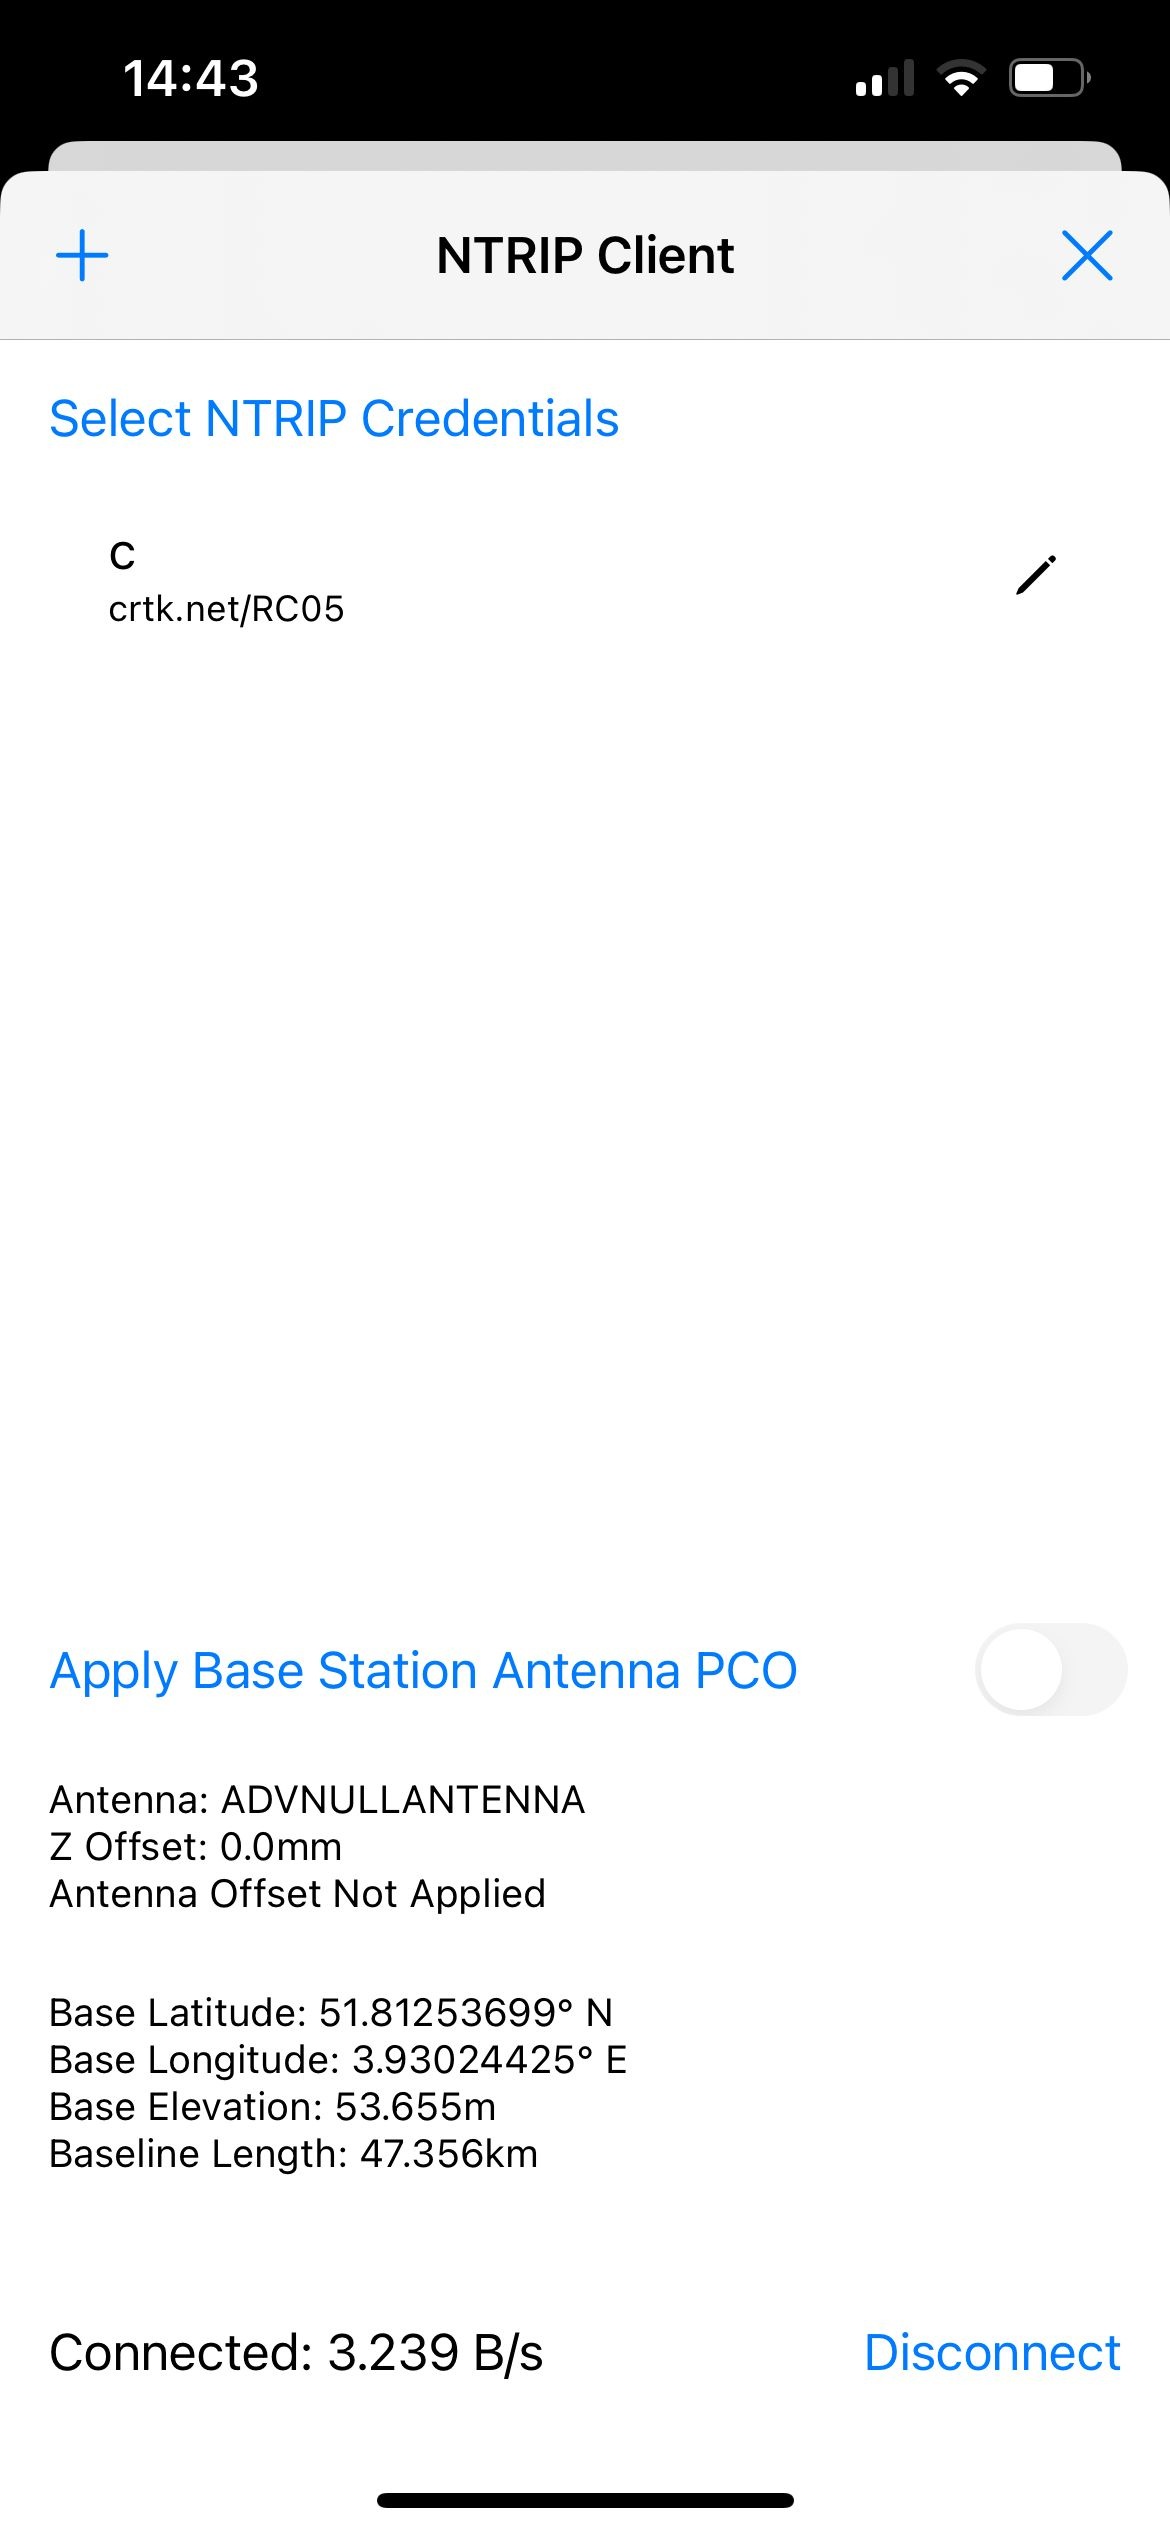 14:43
NTRIP Client
Select NTRIP Credentials
c
crtk.net/RC05
Apply Base Station Antenna PCO
Antenna: ADVNULLANTENNA
Z Offset: 0.0mm
Antenna Offset Not Applied
Base Latitude: 51.81253699° N
Base Longitude: 3.93024425° E
Base Elevation: 53.655m
Baseline Length: 47.356km
Connected: 3.239 B/s
Disconnect